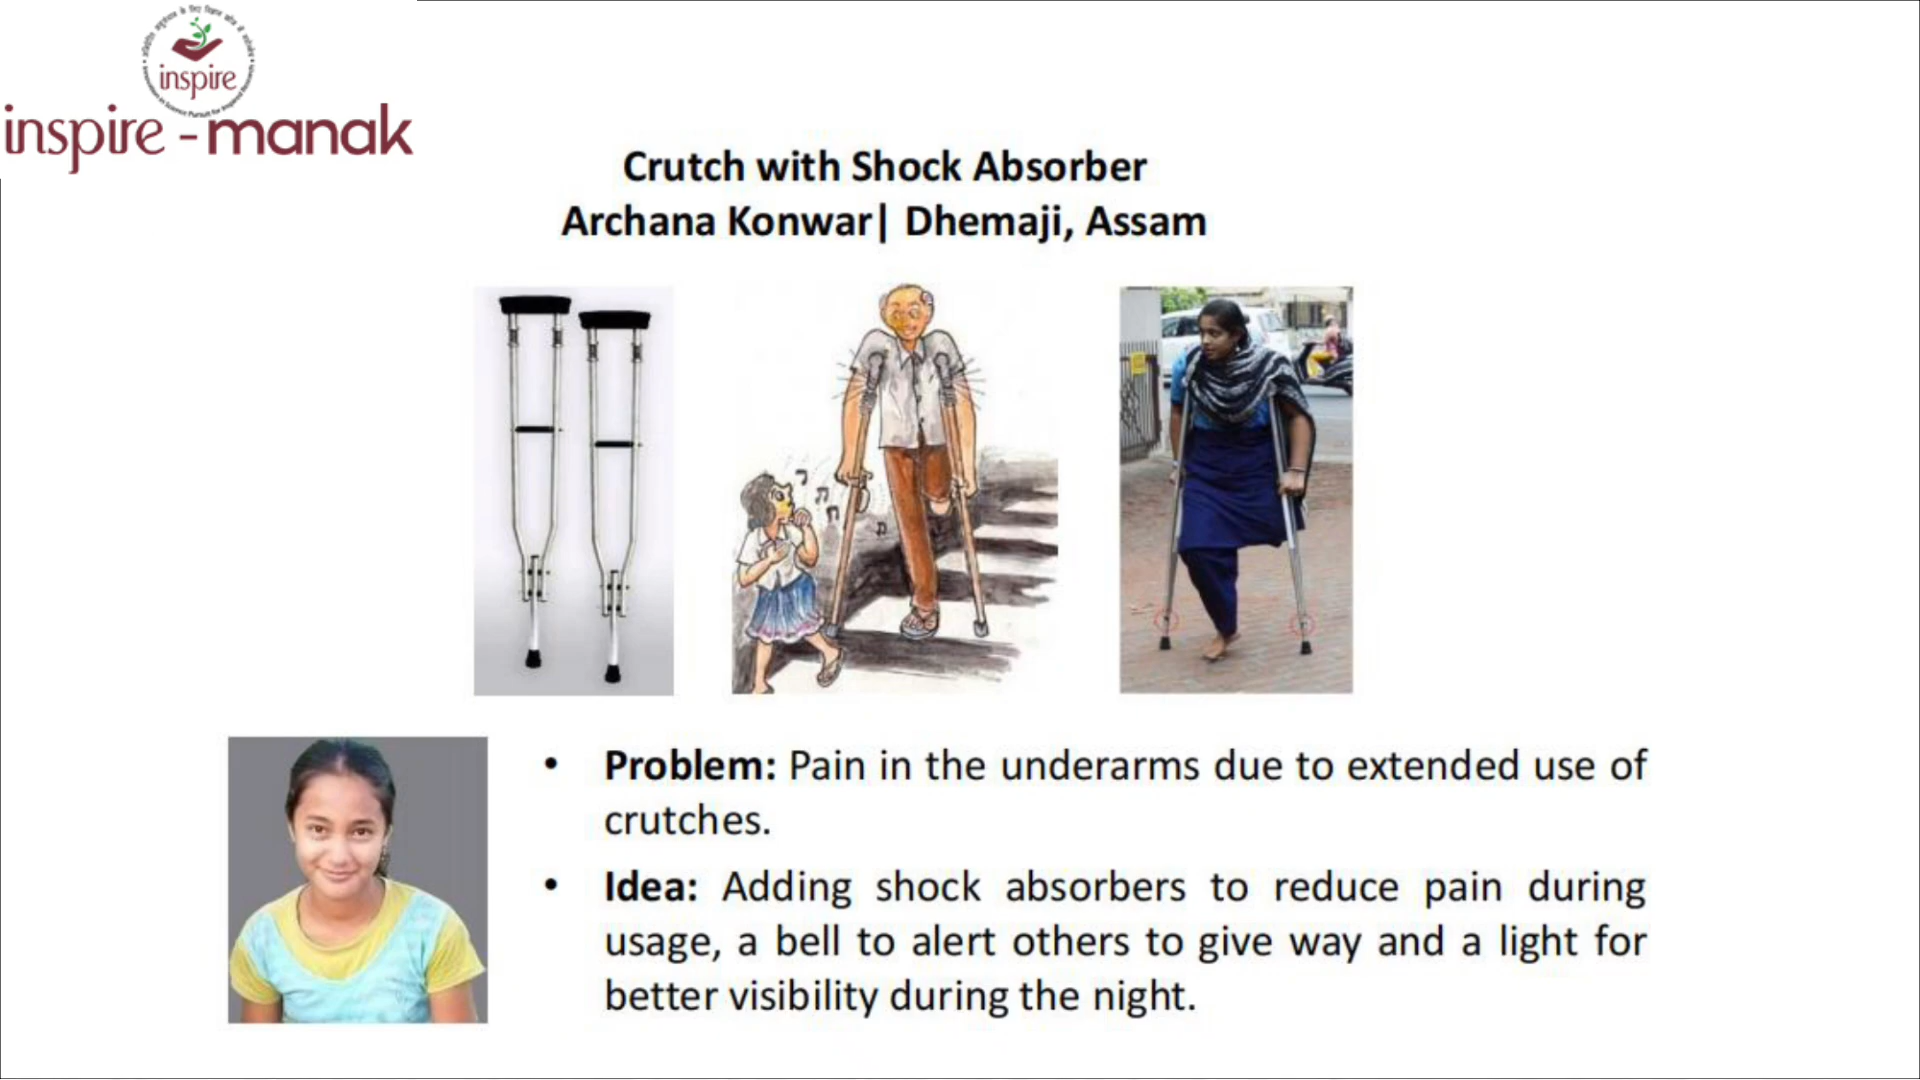 inspire
inspire - manak
Crutch with Shock Absorber
Archana Konwar| Dhemaji, Assam
• Problem: Pain in the underarms due to extended use of
crutches.
• Idea: Adding shock absorbers to reduce pain during
usage, a bell to alert others to give way and a light for
better visibility during the night.